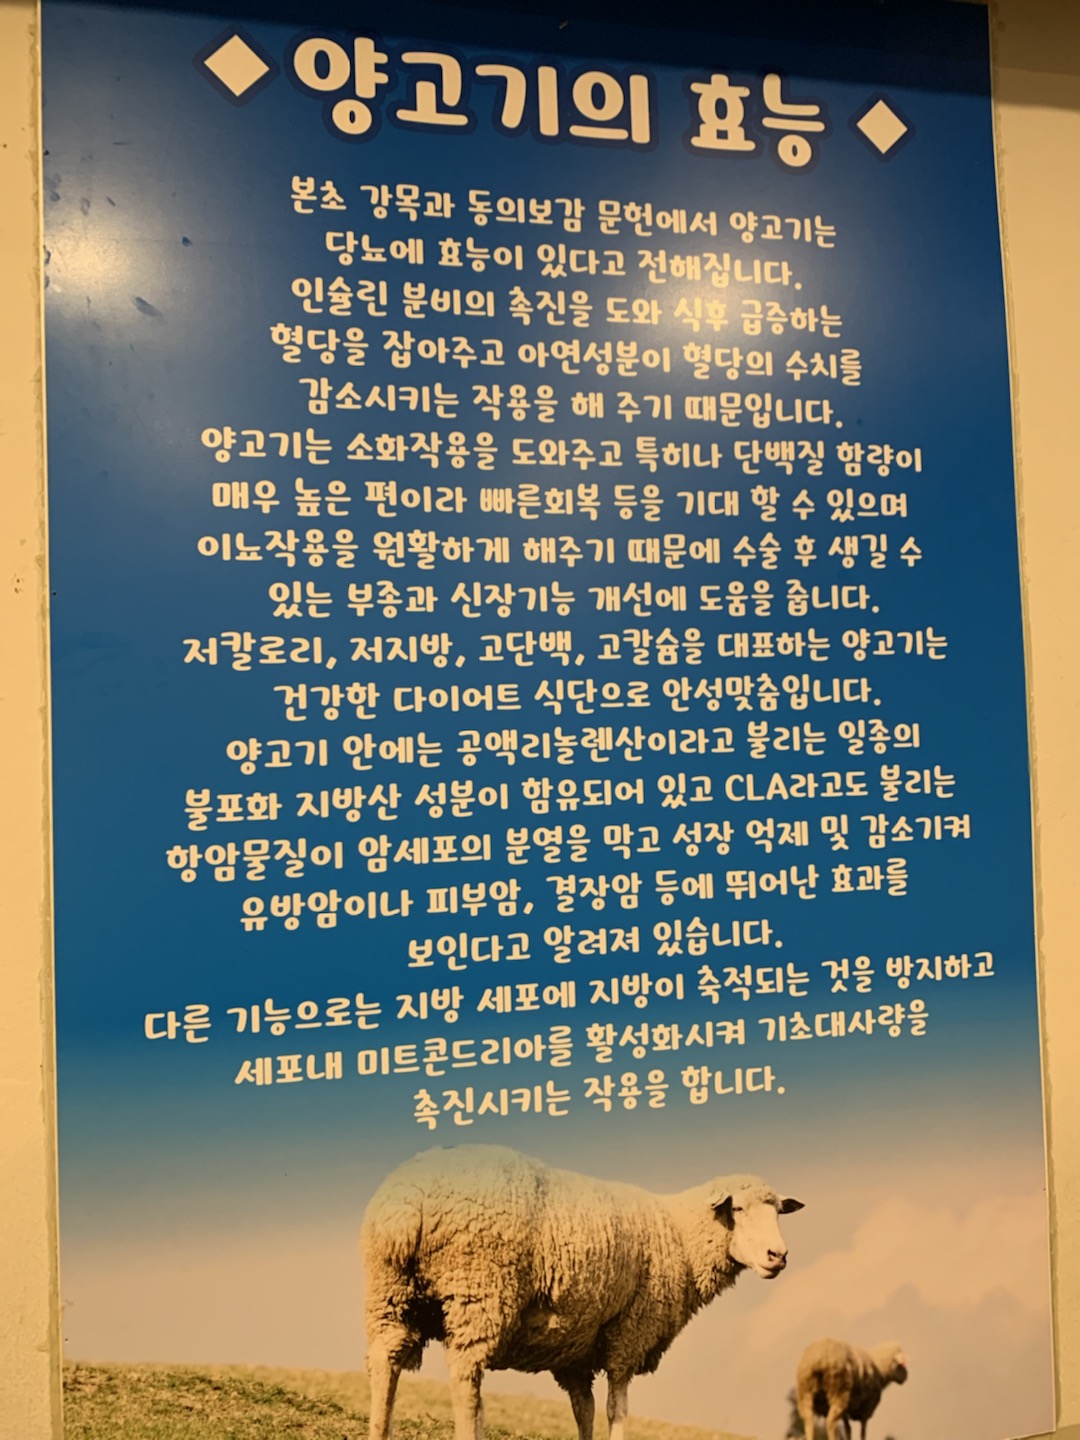 ◆양고기의 효능◆
본초 강목과 동의보감 문헌에서 양고기는
당뇨에 효능이 있다고 전해집니다.
인슐린 분비의 촉진을 도와 식후 급증하는
혈당을 잡아주고 아연성분이 혈당의 수치를
감소시키는 작용을 해 주기 때문입니다.
양고기는 소화작용을 도와주고 특히나 단백질 함량이
매우 높은 편이라 빠른회복 등을 기대 할 수 있으며
이뇨작용을 원활하게 해주기 때문에 수술 후 생길 수
있는 부종과 신장기능 개선에 도움을 줍니다.
저칼로리, 저지방, 고단백, 고칼슘을 대표하는 양고기는
건강한 다이어트 식단으로 안성맞춤입니다.
양고기 안에는 공액리놀렌산이라고 불리는 일종의
불포화 지방산 성분이 함유되어 있고 CLA라고도 불리는
항암물질이 암세포의 분열을 막고 성장 억제 및 감소기켜
유방암이나 피부암, 결장암 등에 뛰어난 효과를
보인다고 알려져 있습니다.
다른 기능으로는 지방 세포에 지방이 축적되는 것을 방지하고
세포내 미트콘드리아를 활성화시켜 기초대사량을
촉진시키는 작용을 합니다.